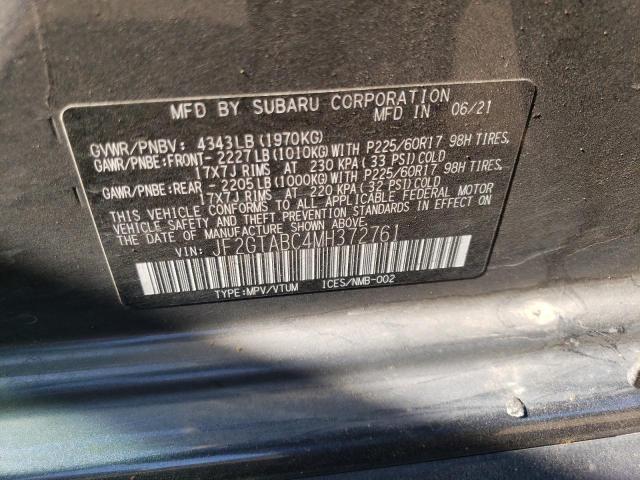 MFD BY SUBARU CORPORATION
MFD IN 06/21
GVWR/PNBV: 4343LB (1970KG)
GAWR/PNBE: FRONT- 2227LB (1010KG) WITH P225/60R17 98H TIRES,
17X7J RIMS AT 230 KPA (33 PSI) COLD
GAWR/PNBE: REAR - 2205LB (1000KG) WITH P225/60R17 98H TIRES,
17X7J RIMS AT 220 KPA (32 PSI) COLD
THIS VEHICLE CONFORMS TO ALL APPLICABLE FEDERAL MOTOR
VEHICLE SAFETY AND THEFT PREVENTION STANDARDS IN EFFECT ON
THE DATE OF MANUFACTURE SHOWN ABOVE.
VIN: JF2GTABC4MH372761
TYPE:MPV/VTUM ICES/NMB-002